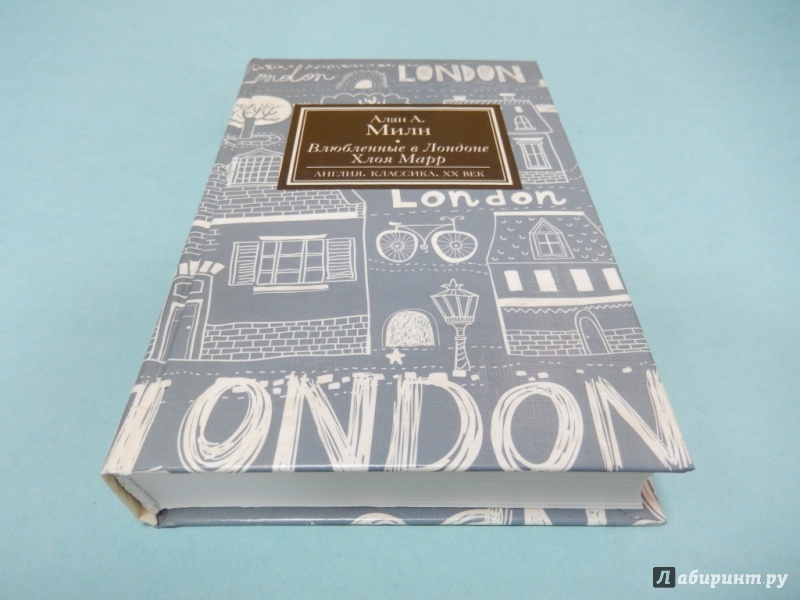 London LONDON
Алан А.
МИЛН
Влюбленные в Лондоне
Хлоя Марр
АНГЛИЯ. КЛАССИКА. XX ВЕК
London
LONDON
Лабиринт.ру